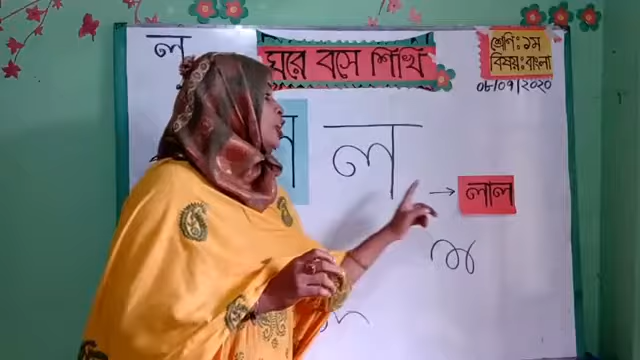 ল
ঘরে বসে শিখি
শ্রেণিঃ ১ম
বিষয়ঃ বাংলা
০৮/০৭/২০২০
ল
→ লাল